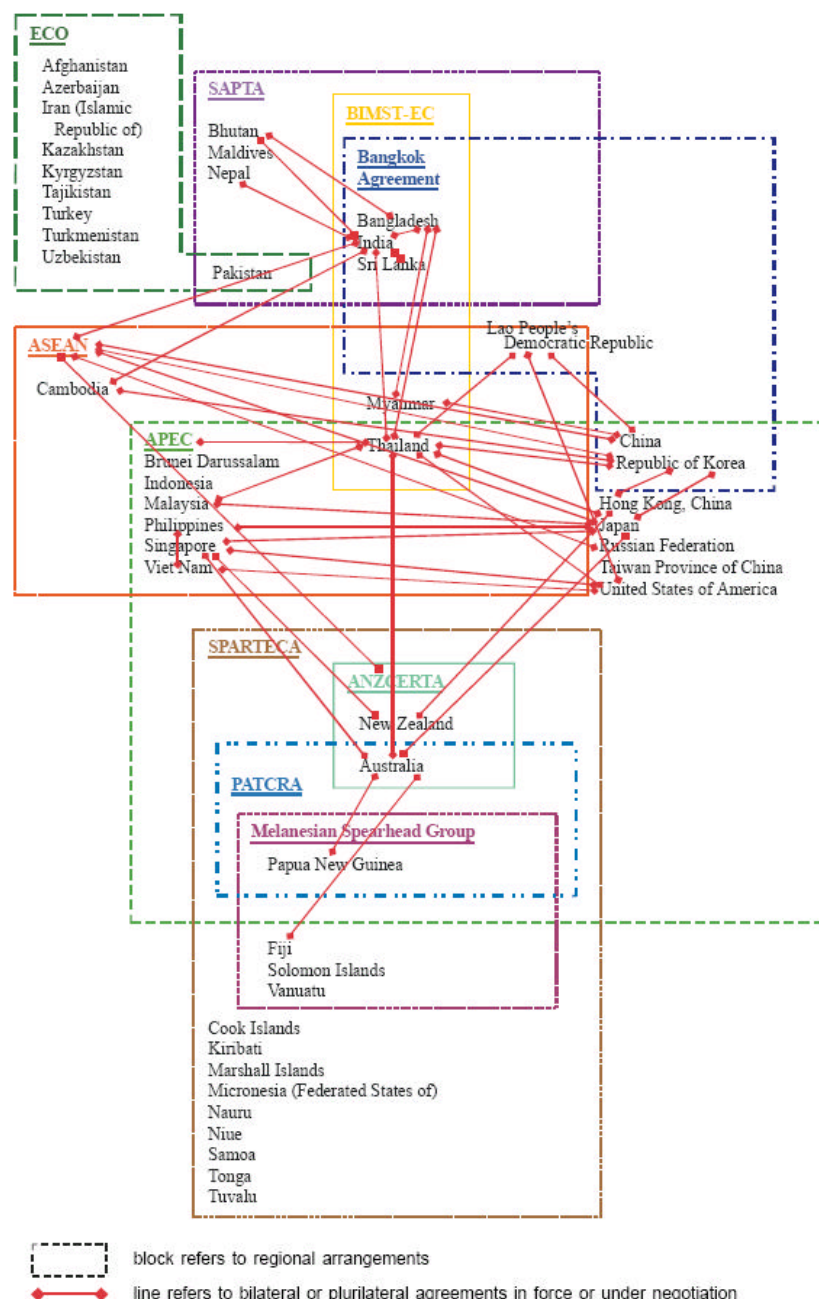 ECO
Afghanistan
Azerbaijan
Iran (Islamic
Republic of)
Kazakhstan
Kyrgyzstan
Tajikistan
Turkey
Turkmenistan
Uzbekistan
SAPTA
Bhutan
Maldives
Nepal
Pakistan
BIMST-EC
Bangkok
Agreement
Bangladesh
India
Sri Lanka
ASEAN
Cambodia
Lao People's
Democratic Republic
Myanmar
Thailand
China
Republic of Korea
APEC
Brunei Darussalam
Indonesia
Malaysia
Philippines
Singapore
Viet Nam
Hong Kong, China
Japan
Russian Federation
Taiwan Province of China
United States of America
SPARTECA
ANZCERTA
New Zealand
Australia
PATCRA
Melanesian Spearhead Group
Papua New Guinea
Fiji
Solomon Islands
Vanuatu
Cook Islands
Kiribati
Marshall Islands
Micronesia (Federated States of)
Nauru
Niue
Samoa
Tonga
Tuvalu
block refers to regional arrangements
line refers to bilateral or plurilateral agreements in force or under negotiation